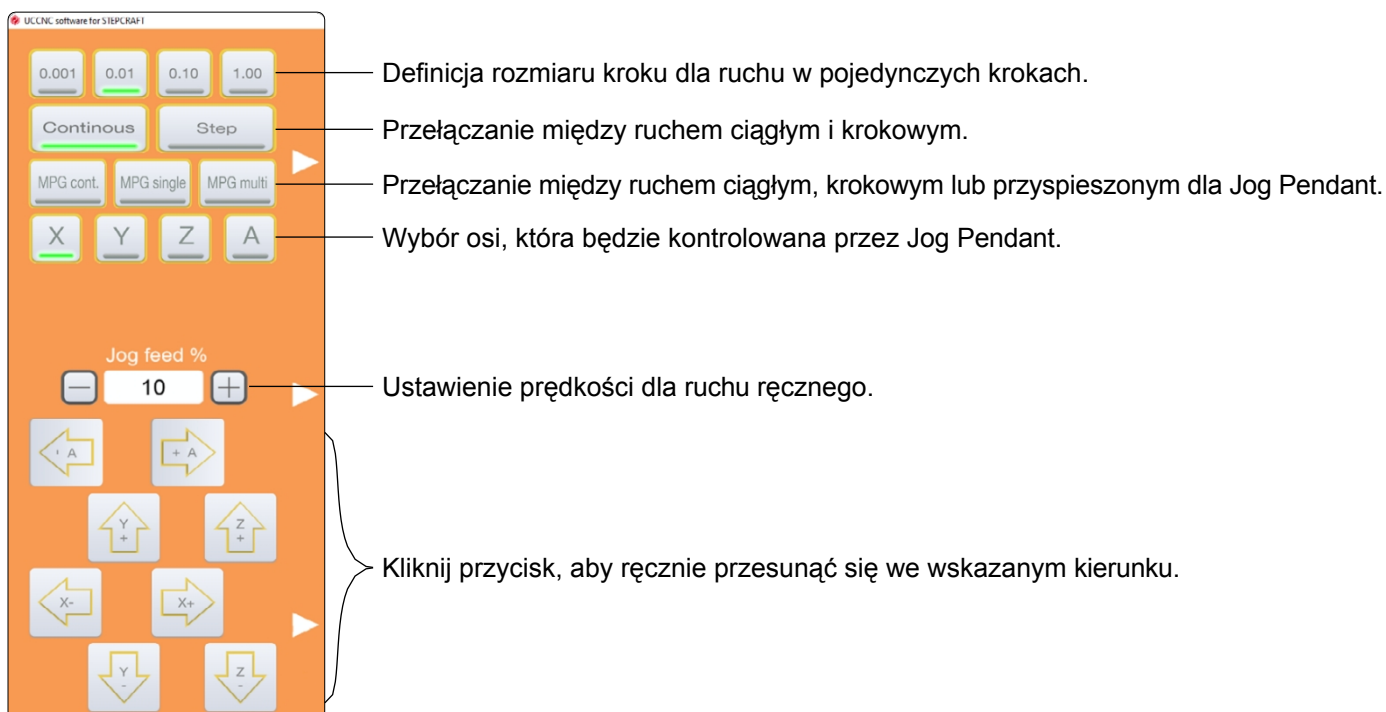 UCCNC software for STEPCRAFT
0.001 0.01 0.10 1.00
Definicja rozmiaru kroku dla ruchu w pojedynczych krokach.
Continous Step
Przełączanie między ruchem ciągłym i krokowym.
MPG cont. MPG single MPG multi
Przełączanie między ruchem ciągłym, krokowym lub przyspieszonym dla Jog Pendant.
X Y Z A
Wybór osi, która będzie kontrolowana przez Jog Pendant.
Jog feed %
10
Ustawienie prędkości dla ruchu ręcznego.
A + A
Y Z
+ +
Kliknij przycisk, aby ręcznie przesunąć się we wskazanym kierunku.
X- X+
Y Z
- -